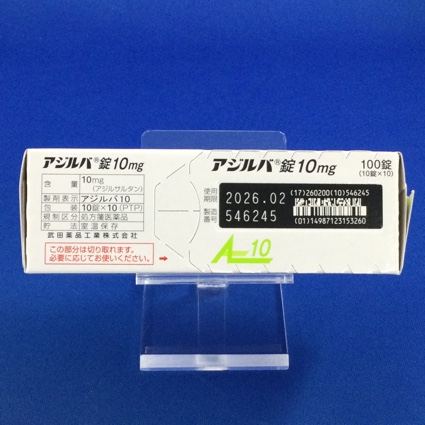 アジルバ®錠10mg
含量 10mg
(アジルサルタン)
製剤表示 アジルバ10
包装 10錠×10(PTP)
規制区分 処方箋医薬品
貯法 室温保存
武田薬品工業株式会社
この部分は切り取れます。
必要に応じてお使いください。
アジルバ®錠10mg
100錠
(10錠×10)
使用期限 2026.02
製造番号 546245
(17)260200(10)546245
(01)14987123153260
A 10